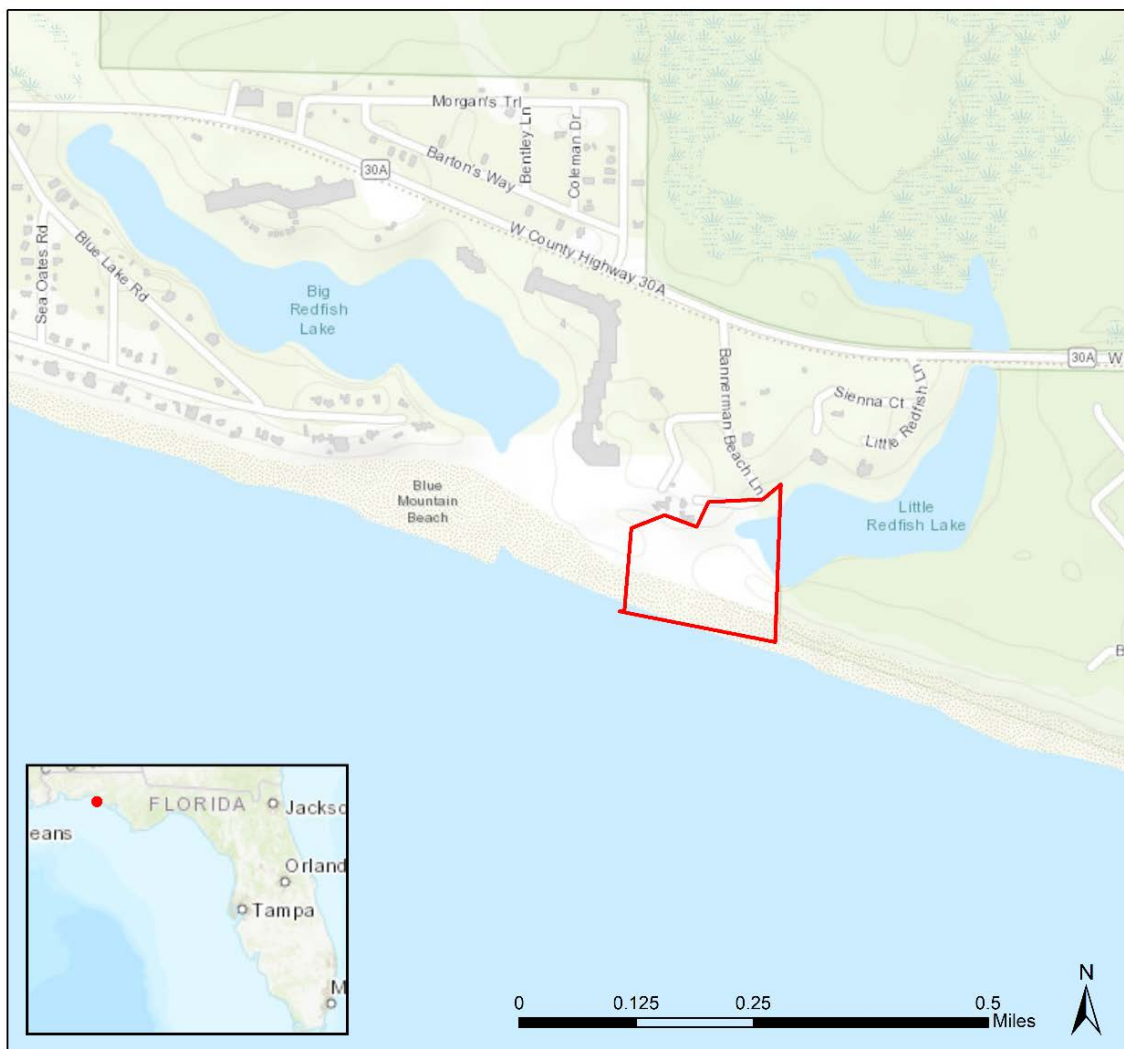 Morgan's Trl
Bentley Ln
Coleman Dr
Barton's Way
30A
W County Highway 30A
Sea Oates Rd
Blue Lake Rd
Big
Redfish
Lake
Bannerman Beach Ln
30A W
Sienna Ct
Little Redfish Ln
Blue
Mountain
Beach
Little
Redfish Lake
B
FLORIDA
Jackso
eans
Orland
Tampa
M
N
0 0.125 0.25 0.5
Miles